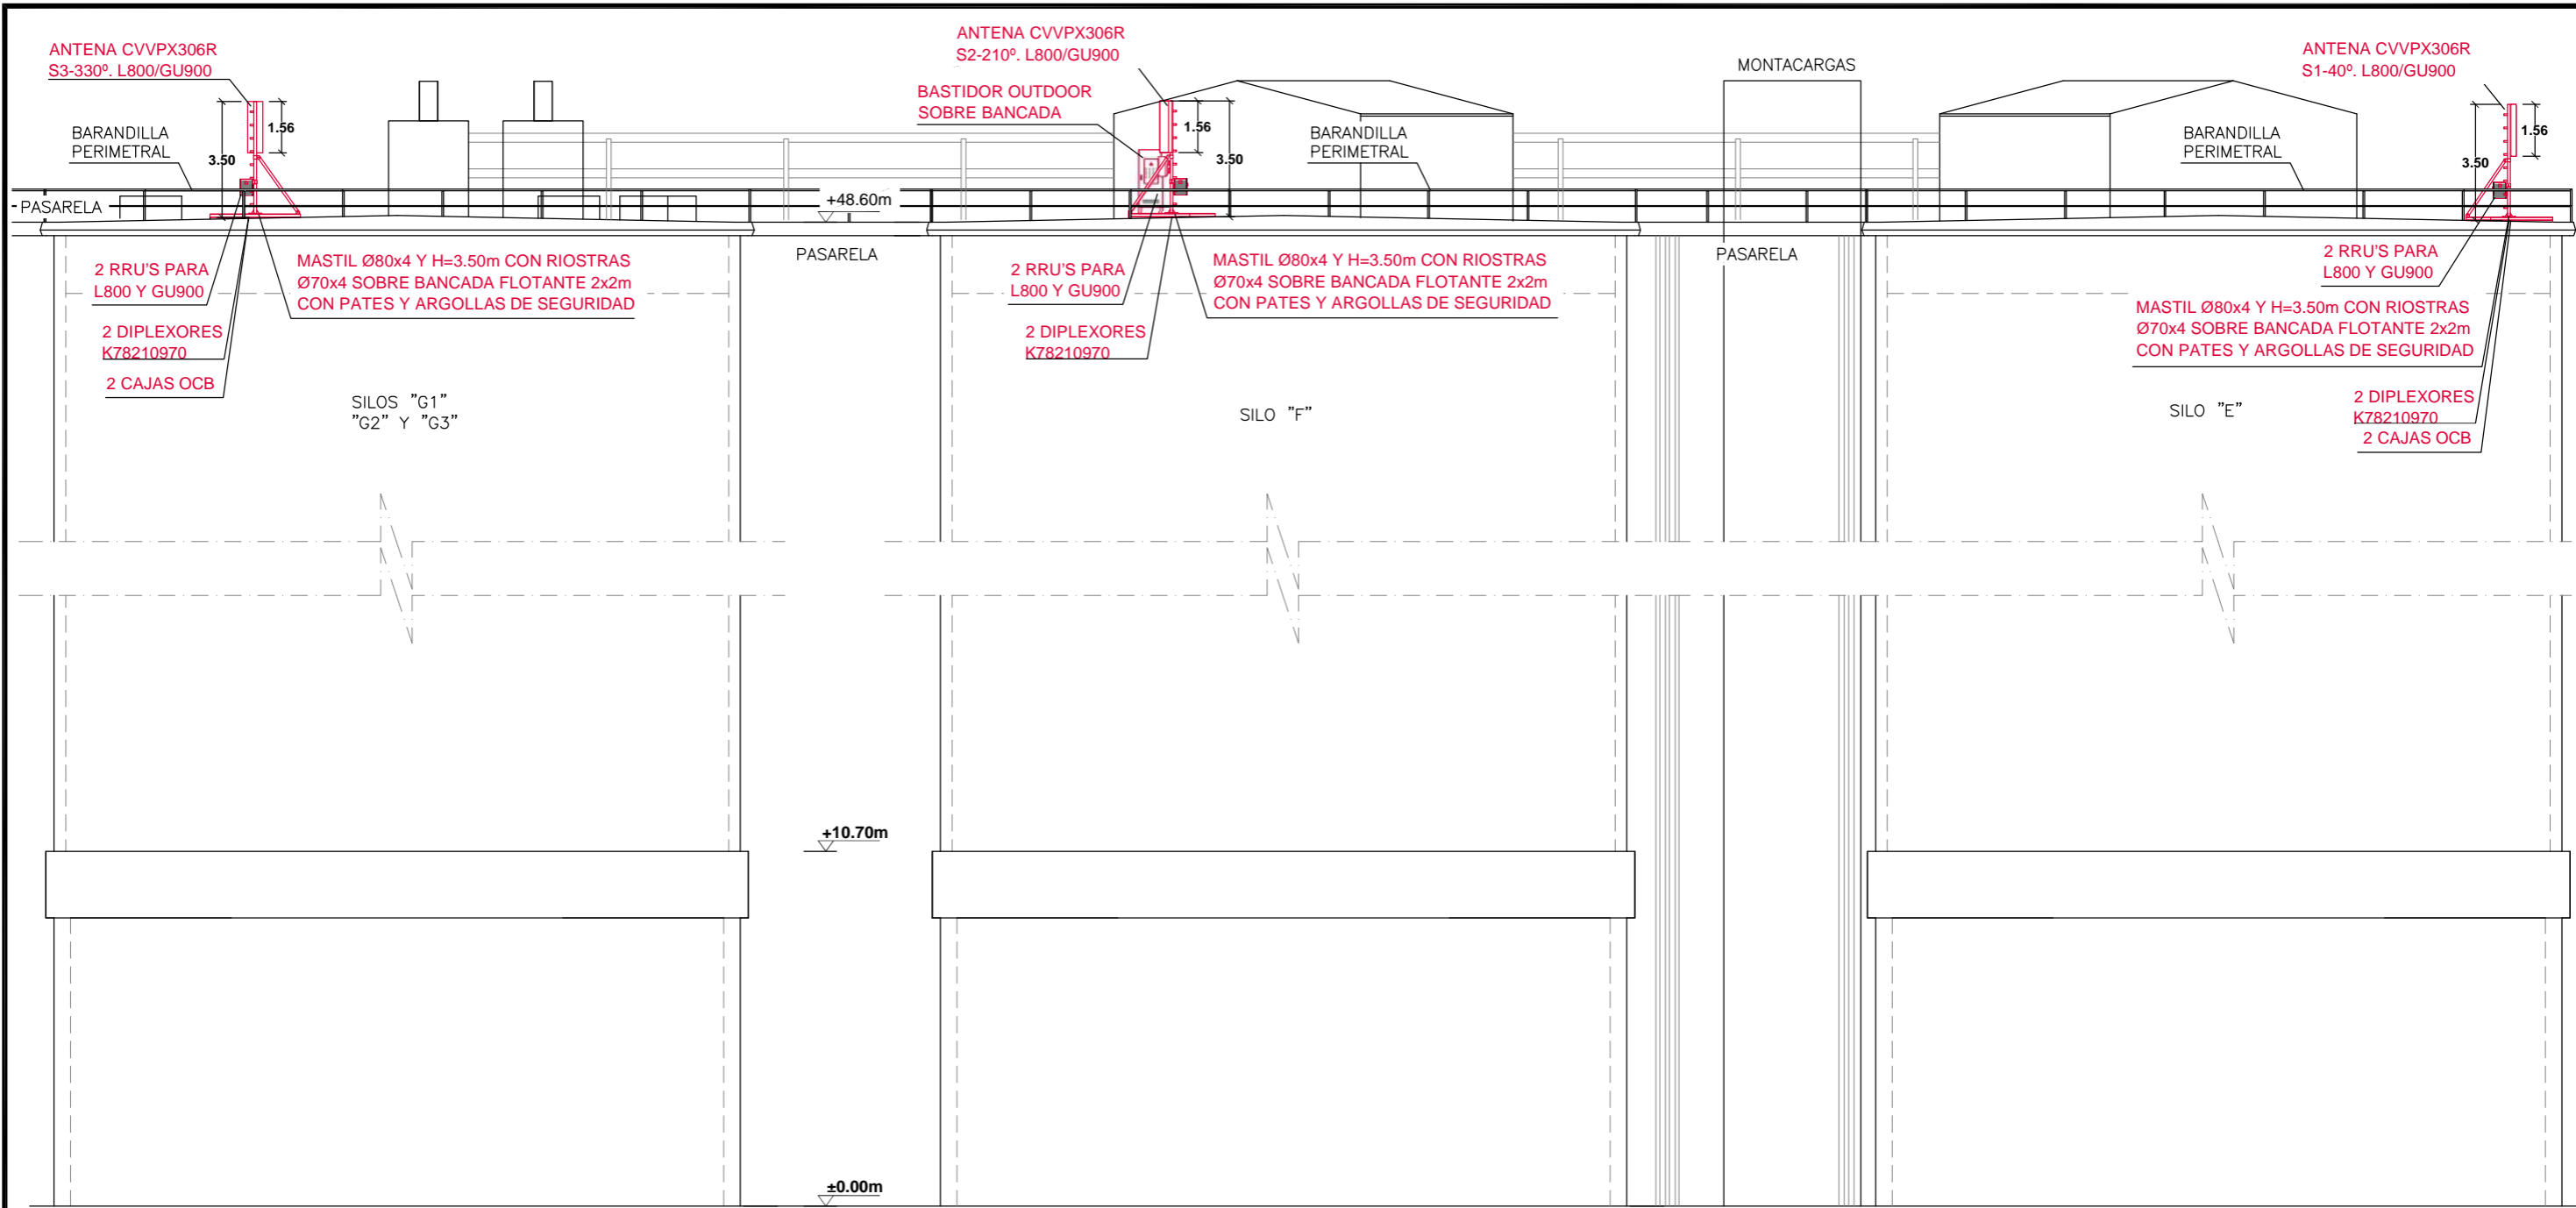 ANTENA CVVPX306R
S3-330º. L800/GU900
ANTENA CVVPX306R
S2-210º. L800/GU900
ANTENA CVVPX306R
S1-40º. L800/GU900
MONTACARGAS
BASTIDOR OUTDOOR
SOBRE BANCADA
BARANDILLA
PERIMETRAL
1.56
3.50
1.56
3.50
BARANDILLA
PERIMETRAL
BARANDILLA
PERIMETRAL
1.56
3.50
PASARELA
+48.60m
PASARELA
PASARELA
2 RRU'S PARA
L800 Y GU900
MASTIL Ø80x4 Y H=3.50m CON RIOSTRAS
Ø70x4 SOBRE BANCADA FLOTANTE 2x2m
CON PATES Y ARGOLLAS DE SEGURIDAD
2 DIPLEXORES
K78210970
2 CAJAS OCB
2 RRU'S PARA
L800 Y GU900
MASTIL Ø80x4 Y H=3.50m CON RIOSTRAS
Ø70x4 SOBRE BANCADA FLOTANTE 2x2m
CON PATES Y ARGOLLAS DE SEGURIDAD
2 DIPLEXORES
K78210970
2 RRU'S PARA
L800 Y GU900
MASTIL Ø80x4 Y H=3.50m CON RIOSTRAS
Ø70x4 SOBRE BANCADA FLOTANTE 2x2m
CON PATES Y ARGOLLAS DE SEGURIDAD
2 DIPLEXORES
K78210970
2 CAJAS OCB
SILOS "G1"
"G2" Y "G3"
SILO "F"
SILO "E"
+10.70m
±0.00m